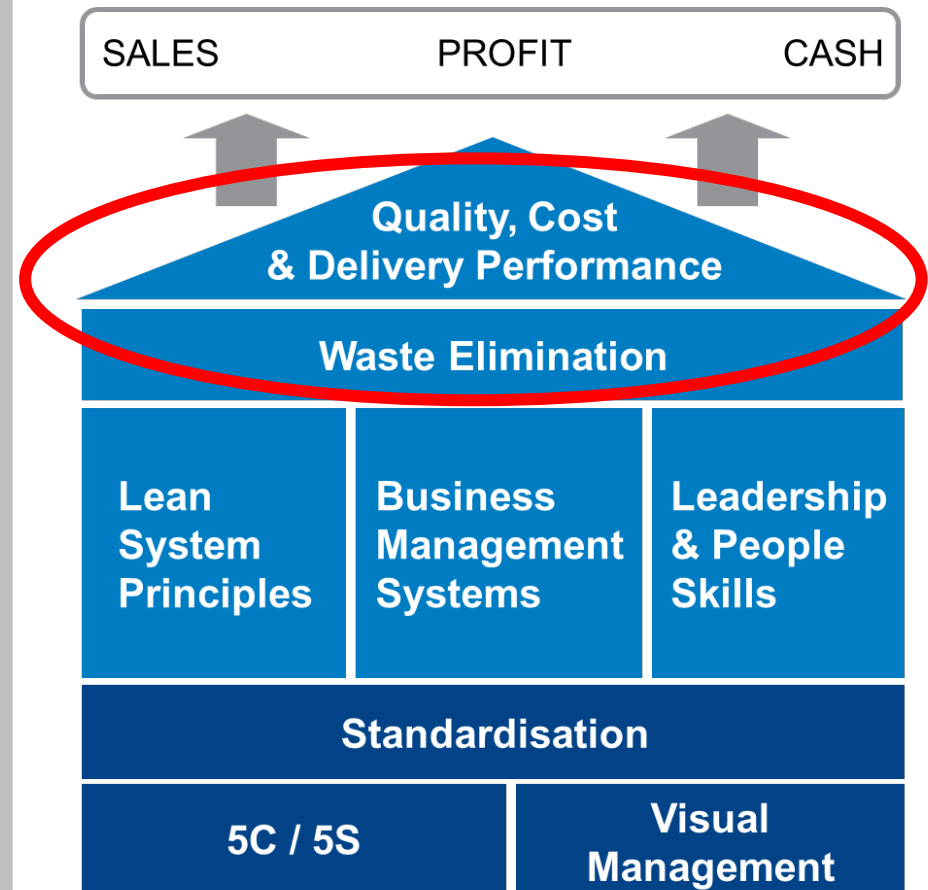 SALES PROFIT CASH
Quality, Cost
& Delivery Performance
Waste Elimination
Lean
System
Principles
Business
Management
Systems
Leadership
& People
Skills
Standardisation
5C / 5S
Visual
Management